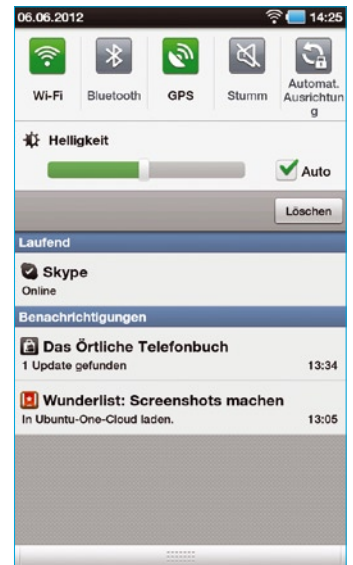 06.06.2012 14:25
Wi-Fi Bluetooth GPS Stumm Automat.
Ausrichtun
g
Helligkeit
Auto
Löschen
Laufend
Skype
Online
Benachrichtigungen
Das Örtliche Telefonbuch
1 Update gefunden 13:34
Wunderlist: Screenshots machen
In Ubuntu-One-Cloud laden. 13:05